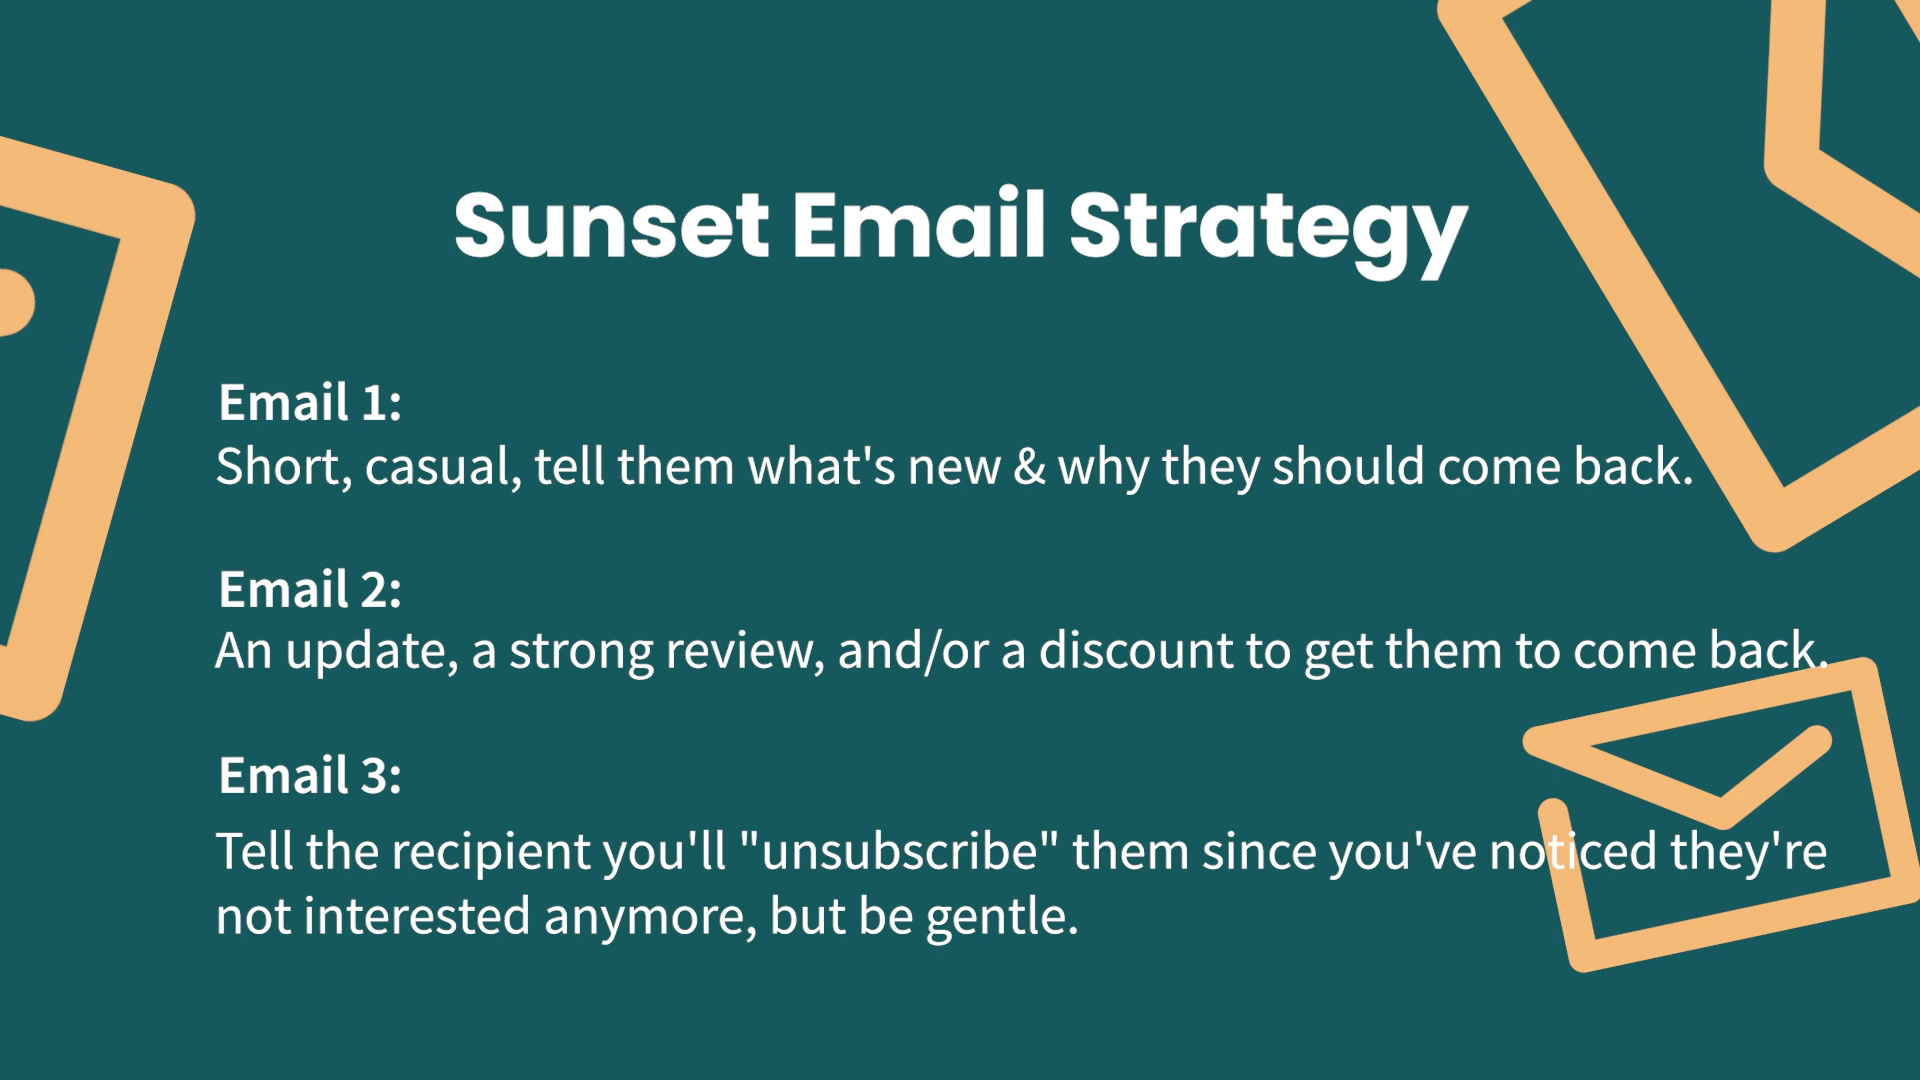 Sunset Email Strategy
Email 1:
Short, casual, tell them what's new & why they should come back.
Email 2:
An update, a strong review, and/or a discount to get them to come back.
Email 3:
Tell the recipient you'll "unsubscribe" them since you've noticed they're
not interested anymore, but be gentle.